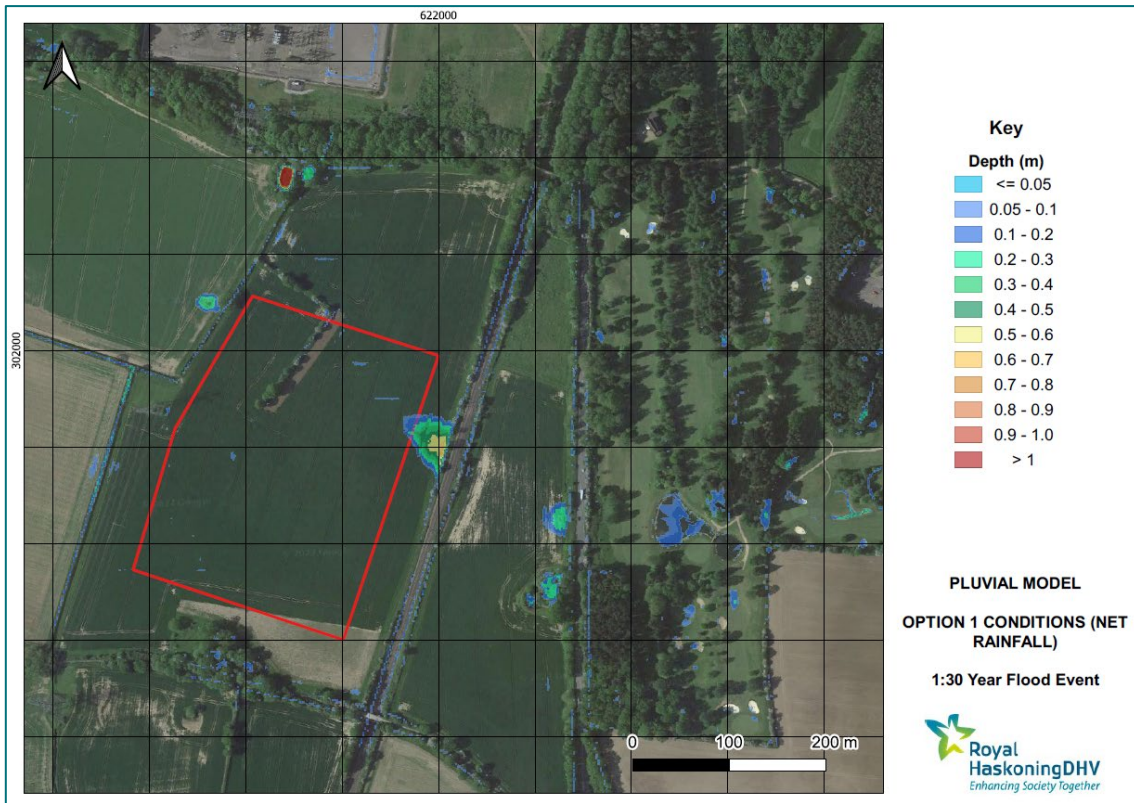 622000
302000
Key
Depth (m)
<= 0.05
0.05 - 0.1
0.1 - 0.2
0.2 - 0.3
0.3 - 0.4
0.4 - 0.5
0.5 - 0.6
0.6 - 0.7
0.7 - 0.8
0.8 - 0.9
0.9 - 1.0
> 1
PLUVIAL MODEL
OPTION 1 CONDITIONS (NET
RAINFALL)
1:30 Year Flood Event
0 100 200 m
Royal
HaskoningDHV
Enhancing Society Together